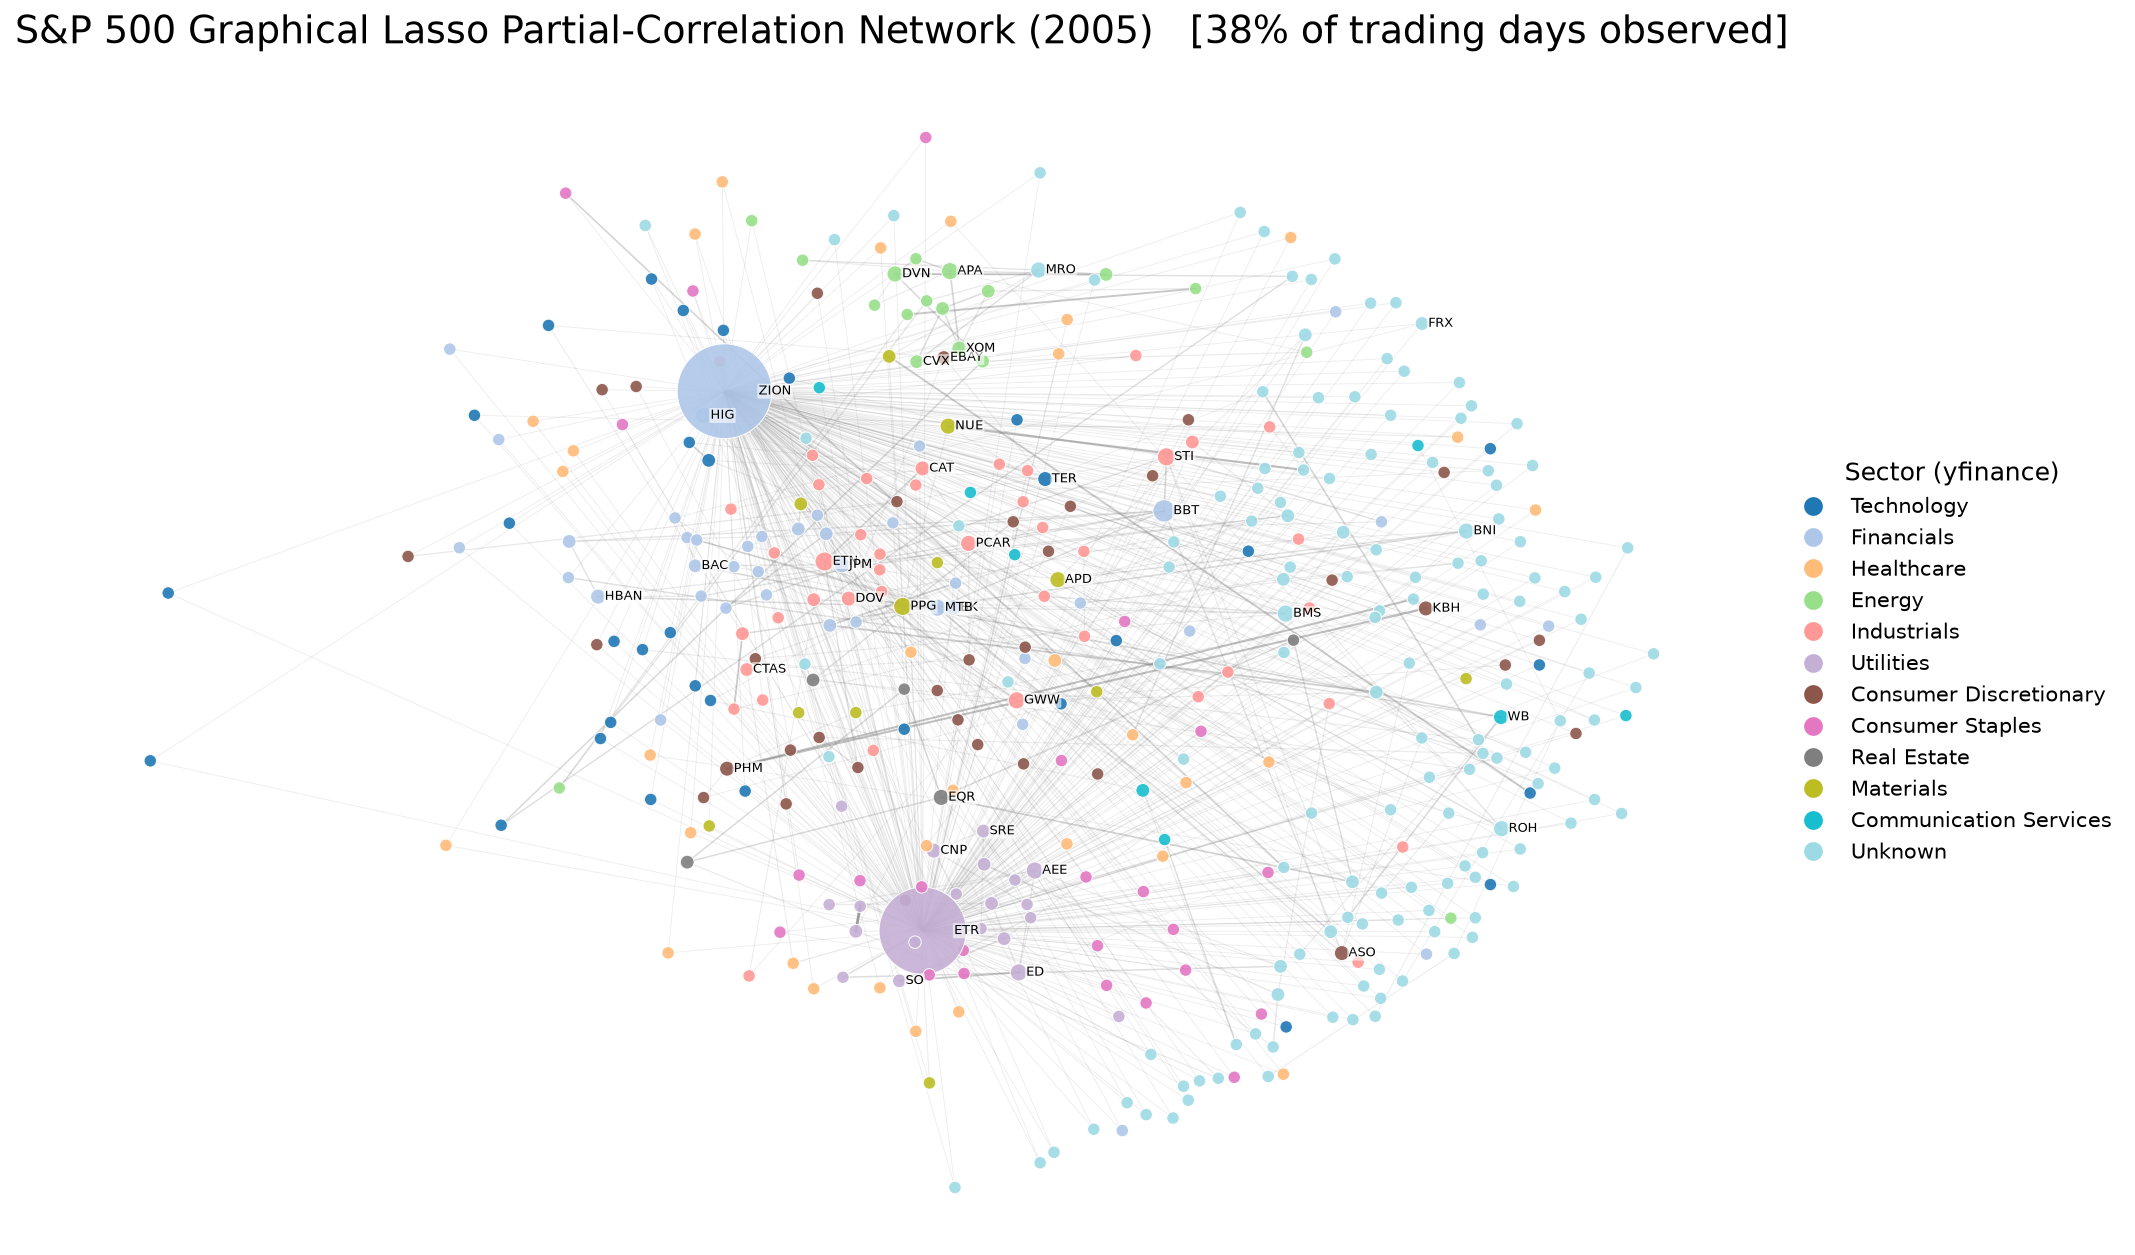 S&P 500 Graphical Lasso Partial-Correlation Network (2005)   [38% of trading days observed]
DVN
APA
MRO
FRX
XOM
CVX
EBAY
ZION
HIG
NUE
STI
CAT
TER
BBT
BNI
PCAR
ETN
JPM
BAC
APD
HBAN
DOV
PPG
MTB
KBH
BMS
CTAS
GWW
WB
PHM
EQR
SRE
ROH
CNP
AEE
ETR
ASO
ED
SO
Sector (yfinance)
Technology
Financials
Healthcare
Energy
Industrials
Utilities
Consumer Discretionary
Consumer Staples
Real Estate
Materials
Communication Services
Unknown